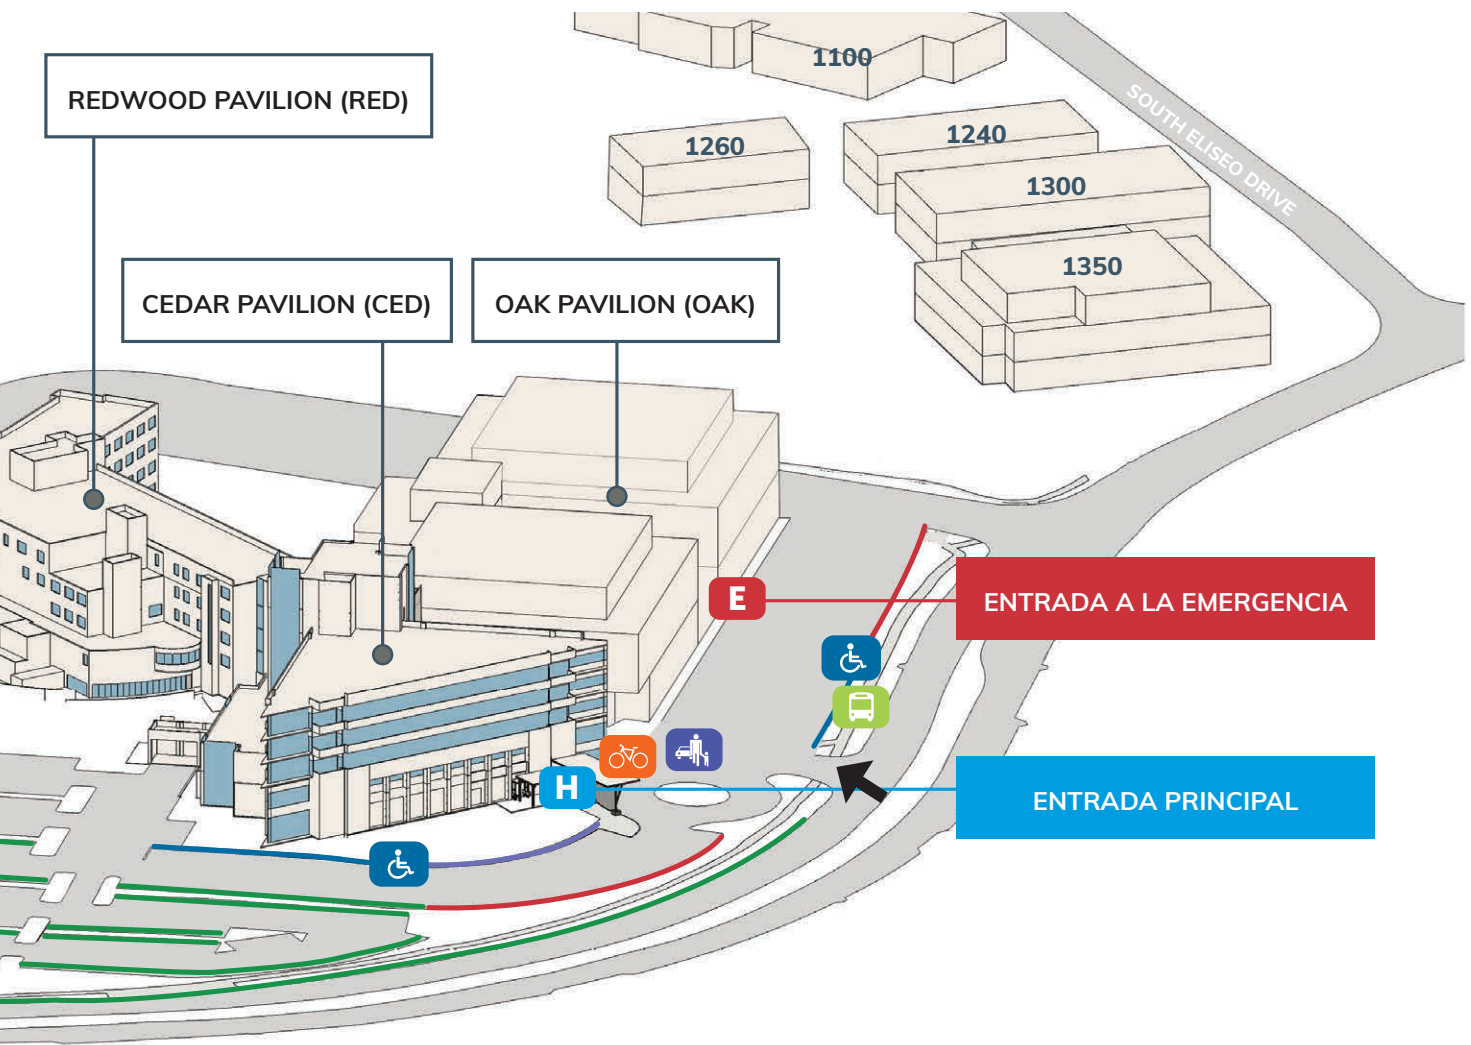 1100
REDWOOD PAVILION (RED)
SOUTH ELISEO DRIVE
1260
1240
1300
1350
CEDAR PAVILION (CED)
OAK PAVILION (OAK)
E
ENTRADA A LA EMERGENCIA
H
ENTRADA PRINCIPAL